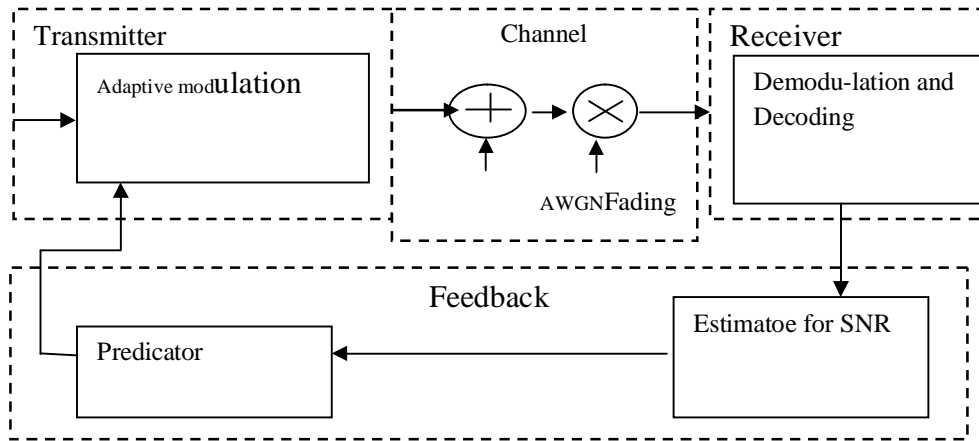 Transmitter
Adaptive modulation
Channel
AWGNFading
Receiver
Demodu-lation and
Decoding
Feedback
Estimatoe for SNR
Predicator